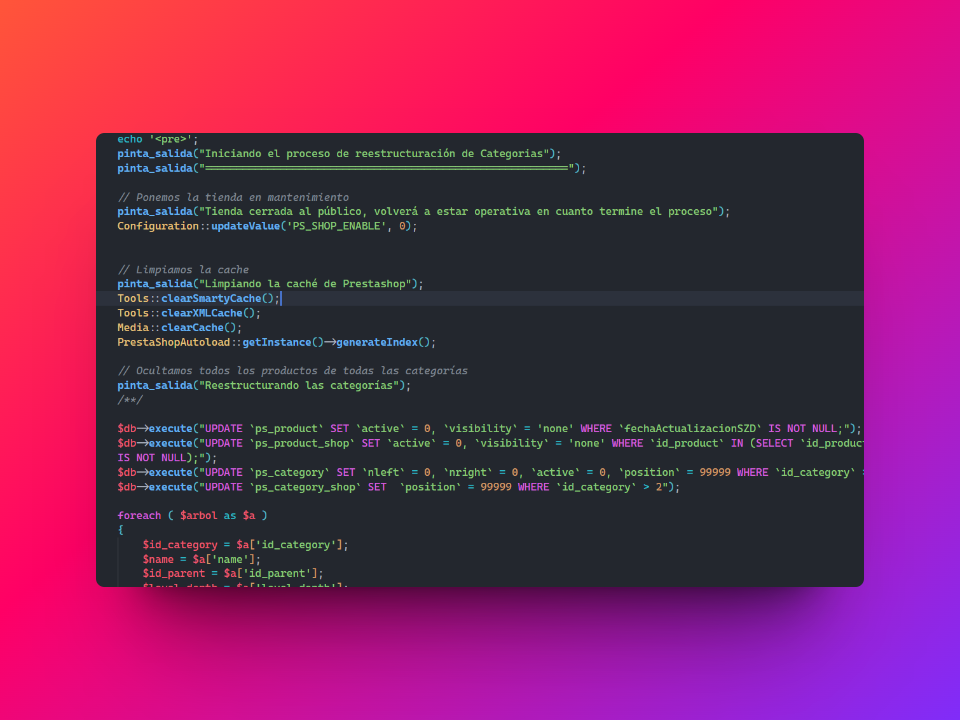 echo '<pre>';
pinta_salida("Iniciando el proceso de reestructuración de Categorias");
pinta_salida("==========================================================");
// Ponemos la tienda en mantenimiento
pinta_salida("Tienda cerrada al público, volverá a estar operativa en cuanto termine el proceso");
Configuration::updateValue('PS_SHOP_ENABLE', 0);
// Limpiamos la cache
pinta_salida("Limpiando la caché de Prestashop");
Tools::clearSmartyCache();
Tools::clearXMLCache();
Media::clearCache();
PrestaShopAutoload::getInstance()->generateIndex();
// Ocultamos todos los productos de todas las categorías
pinta_salida("Reestructurando las categorías");
/**/
$db->execute("UPDATE `ps_product` SET `active` = 0, `visibility` = 'none' WHERE `fechaActualizacionSZD` IS NOT NULL;");
$db->execute("UPDATE `ps_product_shop` SET `active` = 0, `visibility` = 'none' WHERE `id_product` IN (SELECT `id_product
IS NOT NULL);");
$db->execute("UPDATE `ps_category` SET `nleft` = 0, `nright` = 0, `active` = 0, `position` = 99999 WHERE `id_category` >
$db->execute("UPDATE `ps_category_shop` SET  `position` = 99999 WHERE `id_category` > 2");
foreach ( $arbol as $a )
{
$id_category = $a['id_category'];
$name = $a['name'];
$id_parent = $a['id_parent'];
$level_depth = $a['level_depth'];